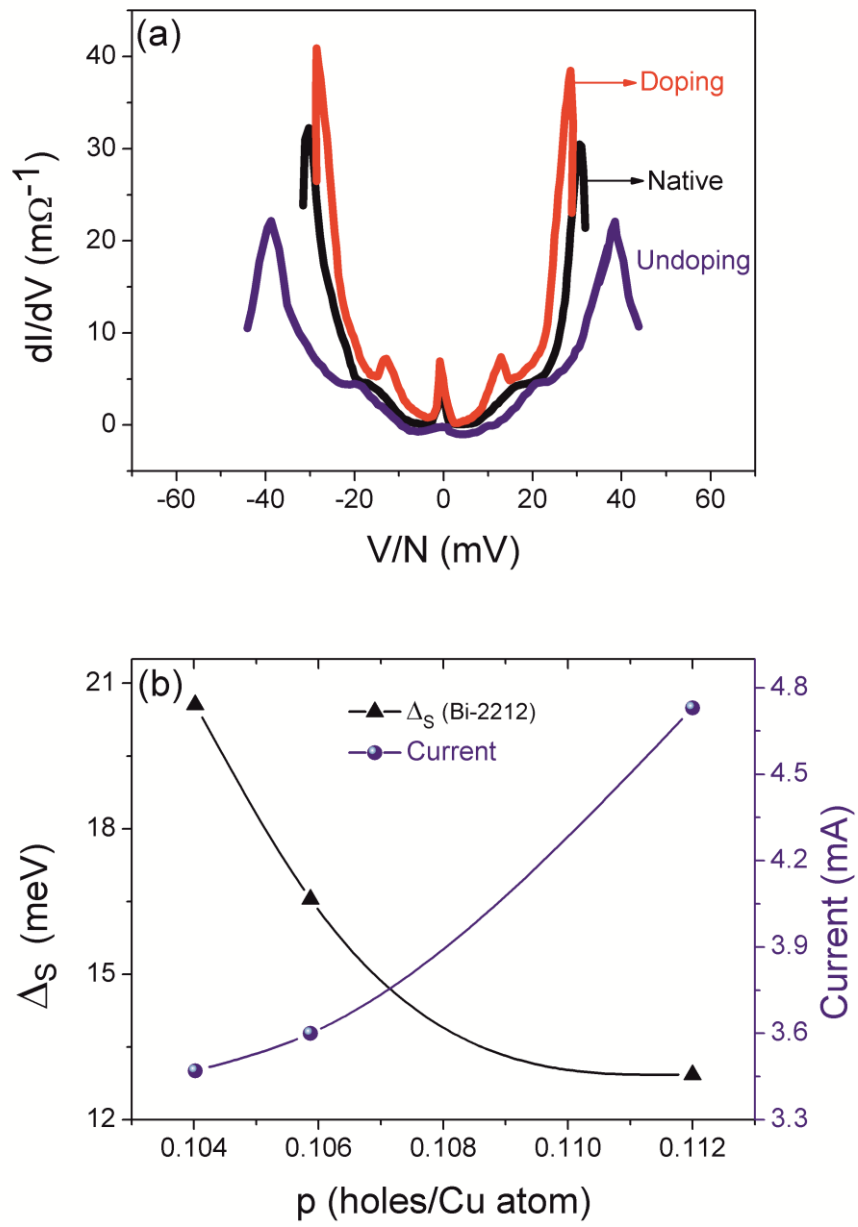 (a)
40
30
20
10
0
dI/dV (mΩ⁻¹)
Doping
Native
Undoping
-60 -40 -20 0 20 40 60
V/N (mV)
(b)
21
18
15
12
Δ_S (meV)
Δ_S (Bi-2212)
Current
4.8
4.5
4.2
3.9
3.6
3.3
Current (mA)
0.104 0.106 0.108 0.110 0.112
p (holes/Cu atom)